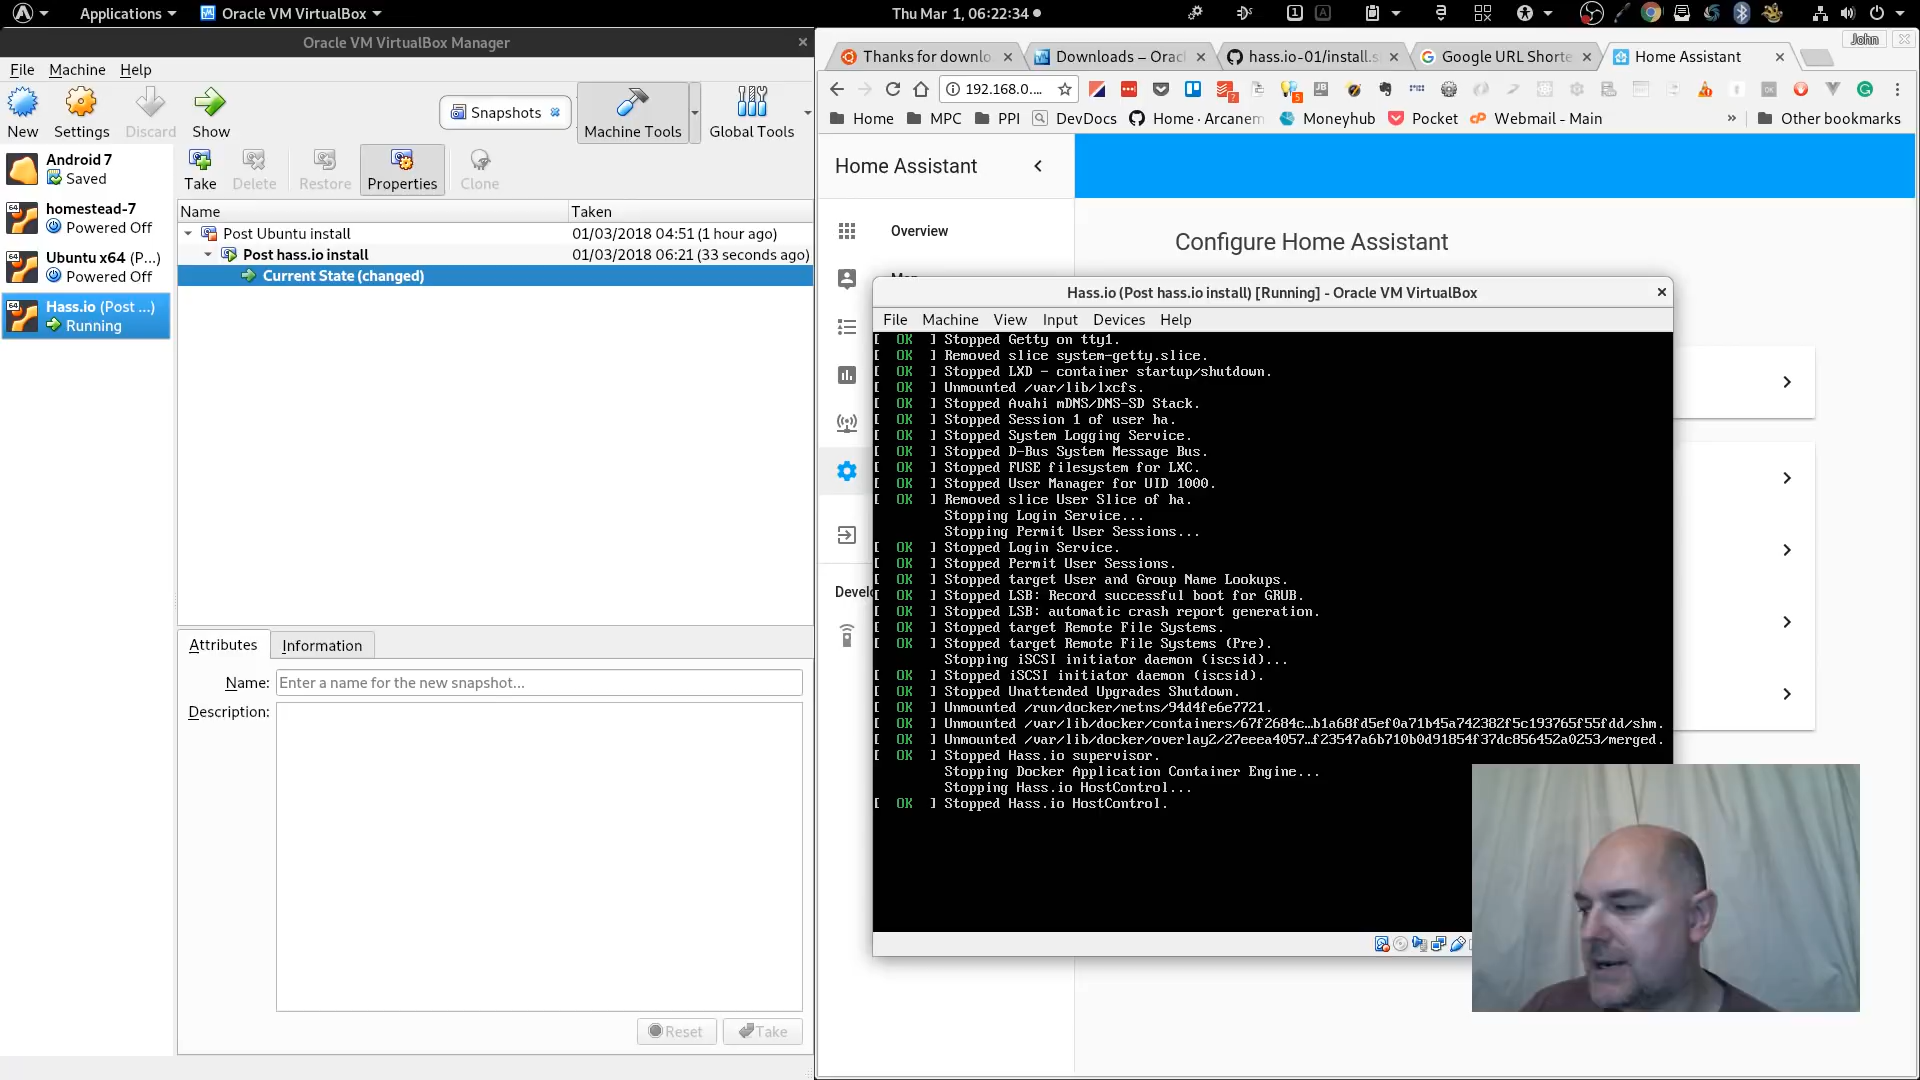 Applications
Oracle VM VirtualBox
Thu Mar 1, 06:22:34
1
A
Oracle VM VirtualBox Manager
File Machine Help
New
Settings
Discard
Show
Snapshots
Machine Tools
Global Tools
Android 7
Saved
64
homestead-7
Powered Off
64
Ubuntu x64 (P...)
Powered Off
64
Hass.io (Post ...)
Running
Take
Delete
Restore
Properties
Clone
Name Taken
Post Ubuntu install 01/03/2018 04:51 (1 hour ago)
Post hass.io install 01/03/2018 06:21 (33 seconds ago)
Current State (changed)
Attributes
Information
Name: Enter a name for the new snapshot...
Description:
Reset
Take
John
Thanks for downlo
Downloads – Orac
hass.io-01/install.s
Google URL Shorte
Home Assistant
192.168.0....
Home
MPC
PPI
DevDocs
Home · Arcanem
Moneyhub
Pocket
Webmail - Main
»
Other bookmarks
Home Assistant
Overview
Configure Home Assistant
Develo
Hass.io (Post hass.io install) [Running] - Oracle VM VirtualBox
File Machine View Input Devices Help
[ OK ] Stopped Getty on tty1.
[ OK ] Removed slice system-getty.slice.
[ OK ] Stopped LXD - container startup/shutdown.
[ OK ] Unmounted /var/lib/lxcfs.
[ OK ] Stopped Avahi mDNS/DNS-SD Stack.
[ OK ] Stopped Session 1 of user ha.
[ OK ] Stopped System Logging Service.
[ OK ] Stopped D-Bus System Message Bus.
[ OK ] Stopped FUSE filesystem for LXC.
[ OK ] Stopped User Manager for UID 1000.
[ OK ] Removed slice User Slice of ha.
Stopping Login Service...
Stopping Permit User Sessions...
[ OK ] Stopped Login Service.
[ OK ] Stopped Permit User Sessions.
[ OK ] Stopped target User and Group Name Lookups.
[ OK ] Stopped LSB: Record successful boot for GRUB.
[ OK ] Stopped LSB: automatic crash report generation.
[ OK ] Stopped target Remote File Systems.
[ OK ] Stopped target Remote File Systems (Pre).
Stopping iSCSI initiator daemon (iscsid)...
[ OK ] Stopped iSCSI initiator daemon (iscsid).
[ OK ] Stopped Unattended Upgrades Shutdown.
[ OK ] Unmounted /run/docker/netns/94d4fe6e7721.
[ OK ] Unmounted /var/lib/docker/containers/67f2684c…b1a68fd5ef0a71b45a742382f5c193765f55fdd/shm.
[ OK ] Unmounted /var/lib/docker/overlay2/27eeea4057…f23547a6b710b0d91854f37dc856452a0253/merged.
[ OK ] Stopped Hass.io supervisor.
Stopping Docker Application Container Engine...
Stopping Hass.io HostControl...
[ OK ] Stopped Hass.io HostControl.